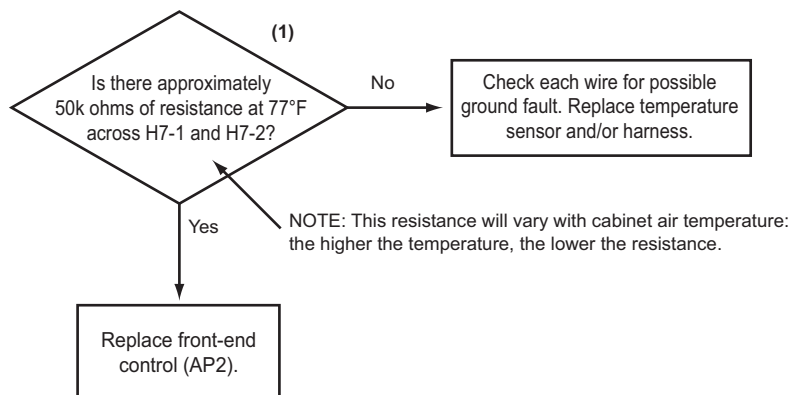 (1)
Is there approximately
50k ohms of resistance at 77°F
across H7-1 and H7-2?
No
Check each wire for possible
ground fault. Replace temperature
sensor and/or harness.
Yes
NOTE: This resistance will vary with cabinet air temperature:
the higher the temperature, the lower the resistance.
Replace front-end
control (AP2).